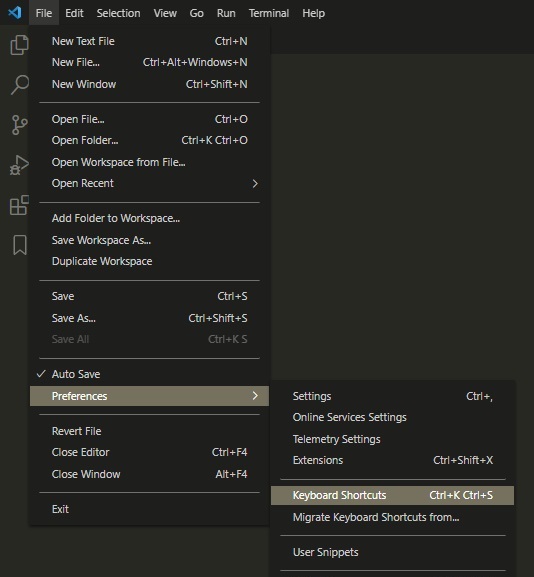 File Edit Selection View Go Run Terminal Help
New Text File Ctrl+N
New File... Ctrl+Alt+Windows+N
New Window Ctrl+Shift+N
Open File... Ctrl+O
Open Folder... Ctrl+K Ctrl+O
Open Workspace from File...
Open Recent
Add Folder to Workspace...
Save Workspace As...
Duplicate Workspace
Save Ctrl+S
Save As... Ctrl+Shift+S
Save All Ctrl+K S
Auto Save
Preferences
Revert File
Close Editor Ctrl+F4
Close Window Alt+F4
Exit
Settings Ctrl+,
Online Services Settings
Telemetry Settings
Extensions Ctrl+Shift+X
Keyboard Shortcuts Ctrl+K Ctrl+S
Migrate Keyboard Shortcuts from...
User Snippets